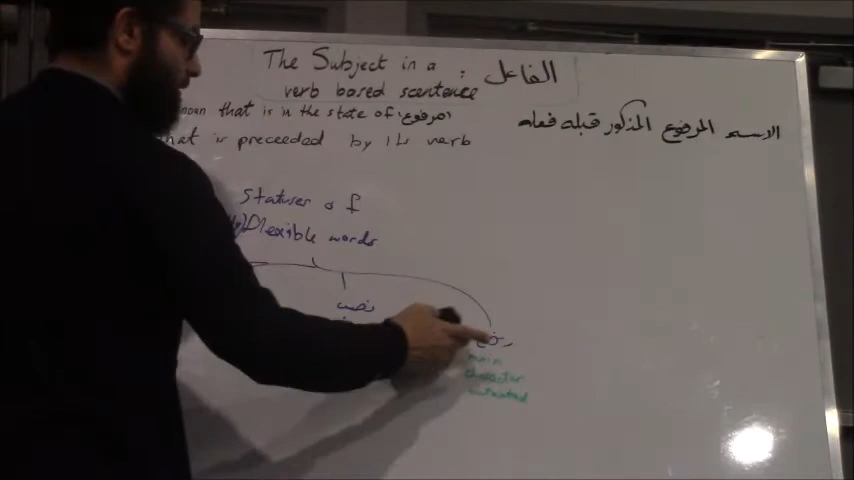 The Subject in a : الفاعل
verb based scentence
noun that is in the state of (مرفوع)
that is preceeded by its verb
الاسم المرفوع المذكور قبله فعله
Statuses of
Flexible words
نصب
رفع
main
character